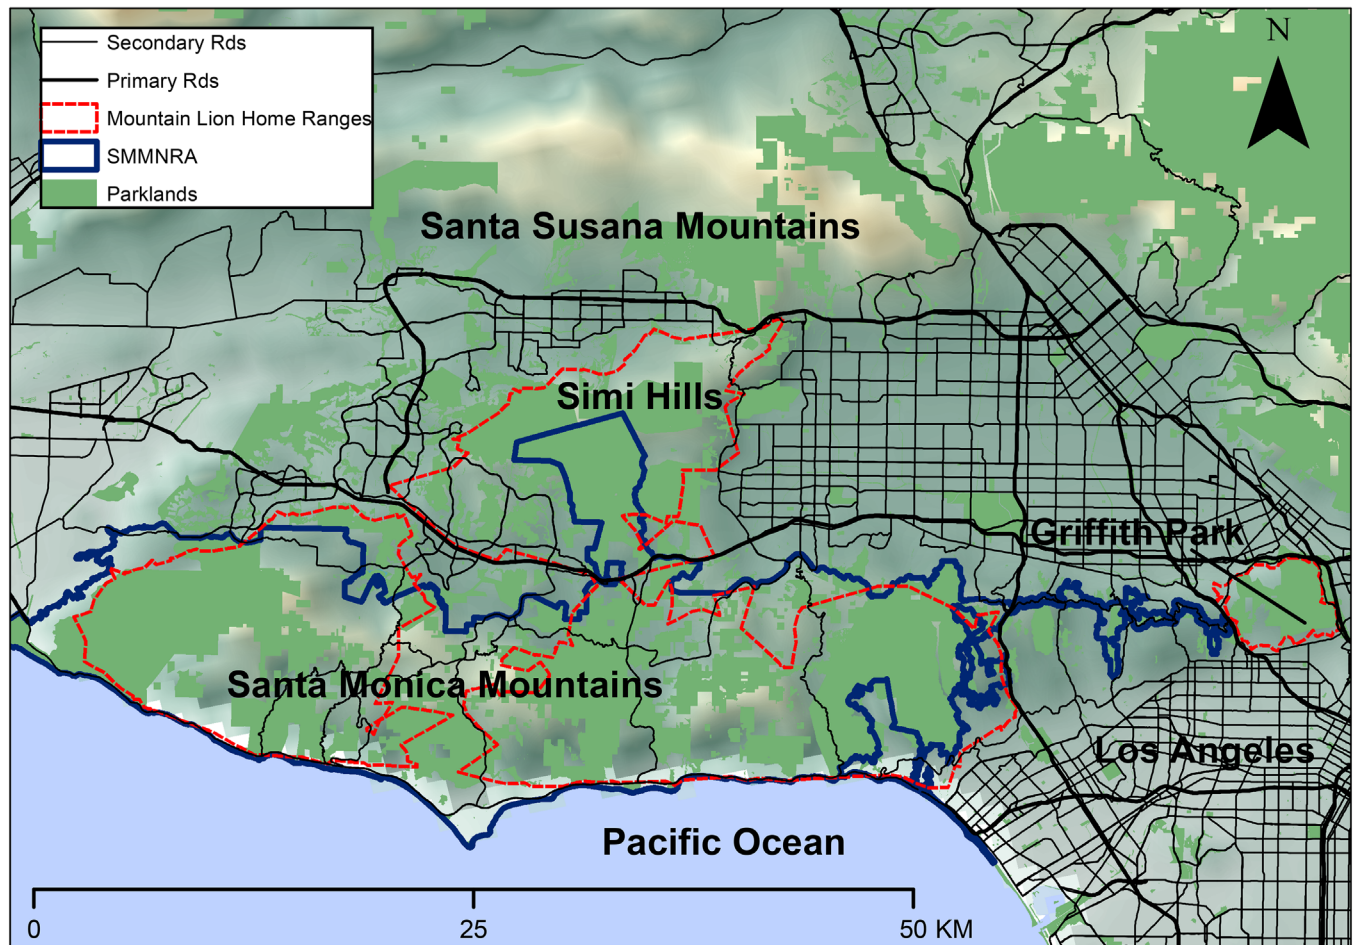 Secondary Rds
Primary Rds
Mountain Lion Home Ranges
SMMNRA
Parklands
N
Santa Susana Mountains
Simi Hills
Griffith Park
Santa Monica Mountains
Los Angeles
Pacific Ocean
0 25 50 KM